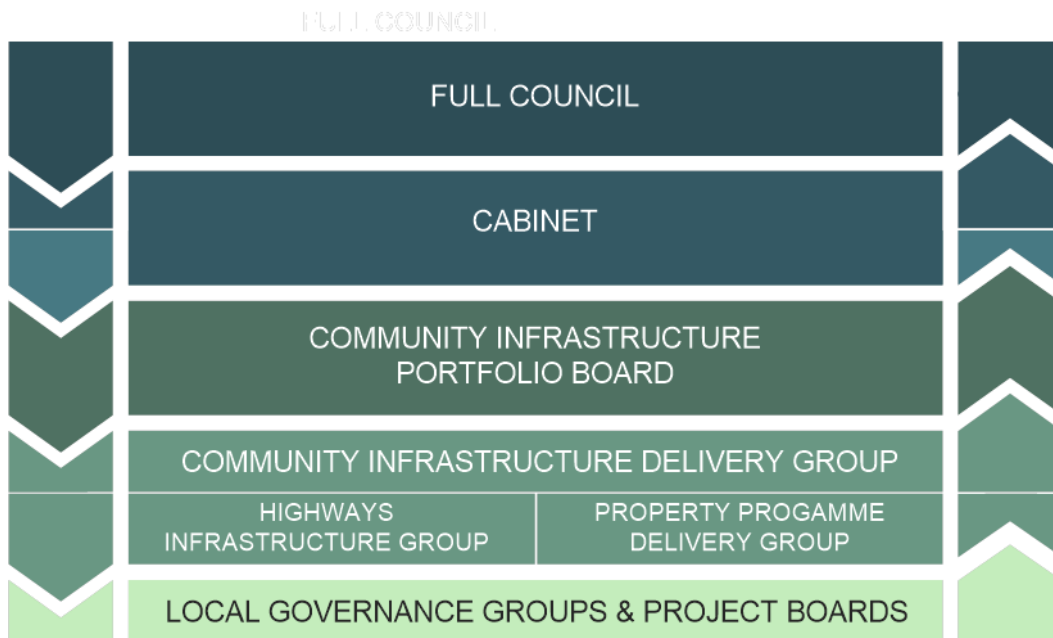 FULL COUNCIL
FULL COUNCIL
CABINET
COMMUNITY INFRASTRUCTURE
PORTFOLIO BOARD
COMMUNITY INFRASTRUCTURE DELIVERY GROUP
HIGHWAYS
INFRASTRUCTURE GROUP
PROPERTY PROGAMME
DELIVERY GROUP
LOCAL GOVERNANCE GROUPS & PROJECT BOARDS